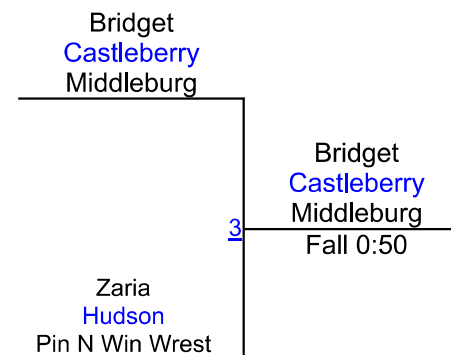 Bridget
Castleberry
Middleburg
Bridget
Castleberry
Middleburg
3
Fall 0:50
Zaria
Hudson
Pin N Win Wrest